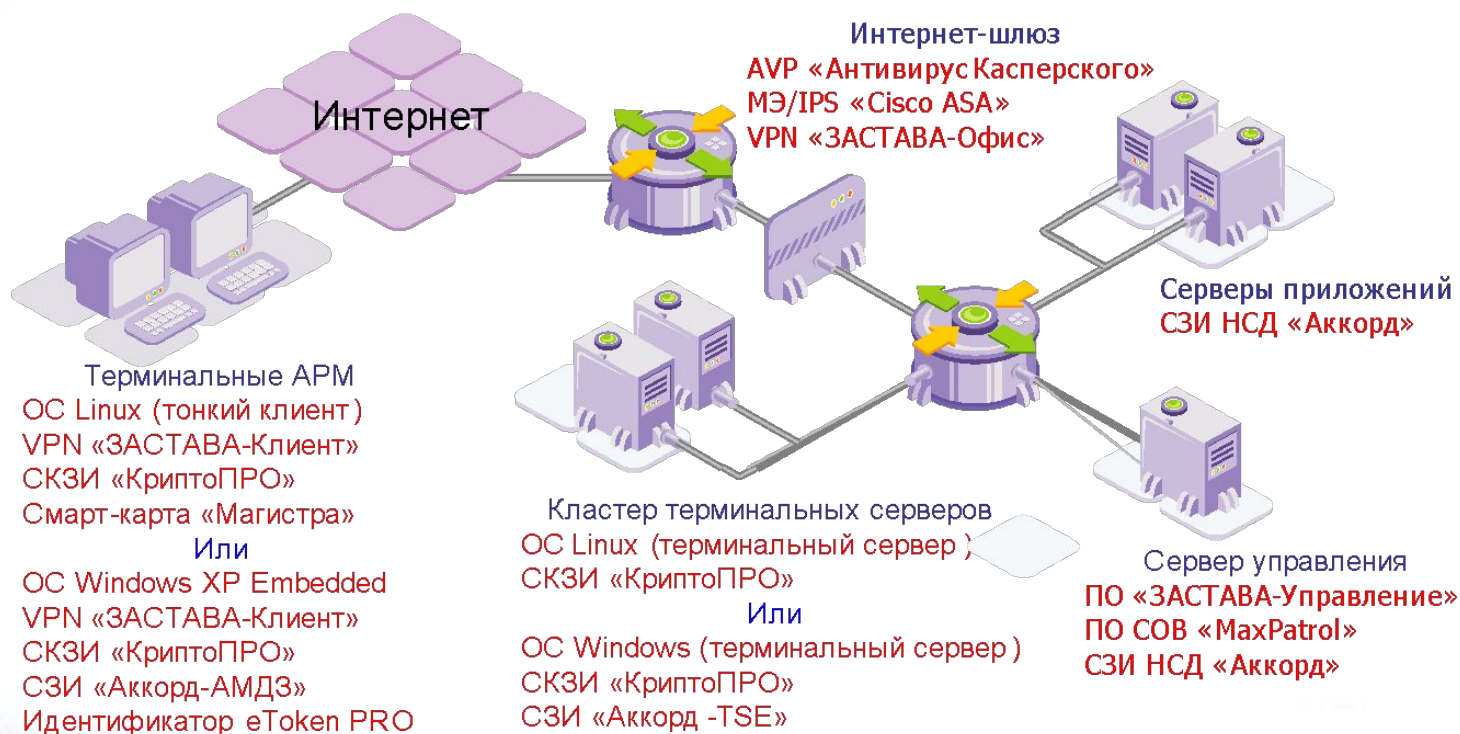 Интернет
Интернет-шлюз
AVP «Антивирус Касперского»
МЭ/IPS «Cisco ASA»
VPN «ЗАСТАВА-Офис»
Серверы приложений
СЗИ НСД «Аккорд»
Терминальные АРМ
ОС Linux (тонкий клиент)
VPN «ЗАСТАВА-Клиент»
СКЗИ «КриптоПРО»
Смарт-карта «Магистра»
Или
ОС Windows XP Embedded
VPN «ЗАСТАВА-Клиент»
СКЗИ «КриптоПРО»
СЗИ «Аккорд-АМДЗ»
Идентификатор eToken PRO
Кластер терминальных серверов
ОС Linux (терминальный сервер )
СКЗИ «КриптоПРО»
Или
ОС Windows (терминальный сервер )
СКЗИ «КриптоПРО»
СЗИ «Аккорд -TSE»
Сервер управления
ПО «ЗАСТАВА-Управление»
ПО СОВ «MaxPatrol»
СЗИ НСД «Аккорд»